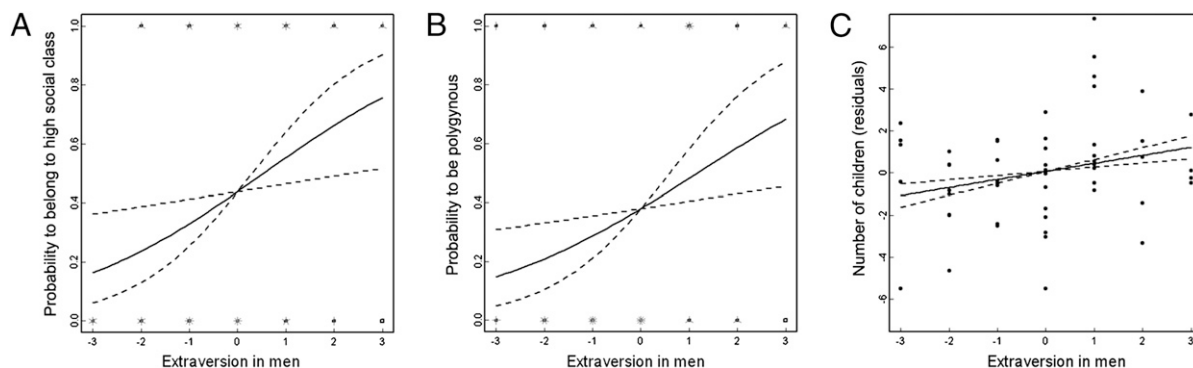 A
Probability to belong to high social class
1.0
0.8
0.6
0.4
0.2
0.0
-3 -2 -1 0 1 2 3
Extraversion in men
B
Probability to be polygynous
1.0
0.8
0.6
0.4
0.2
0.0
-3 -2 -1 0 1 2 3
Extraversion in men
C
Number of children (residuals)
6
4
2
0
-2
-4
-6
-3 -2 -1 0 1 2 3
Extraversion in men